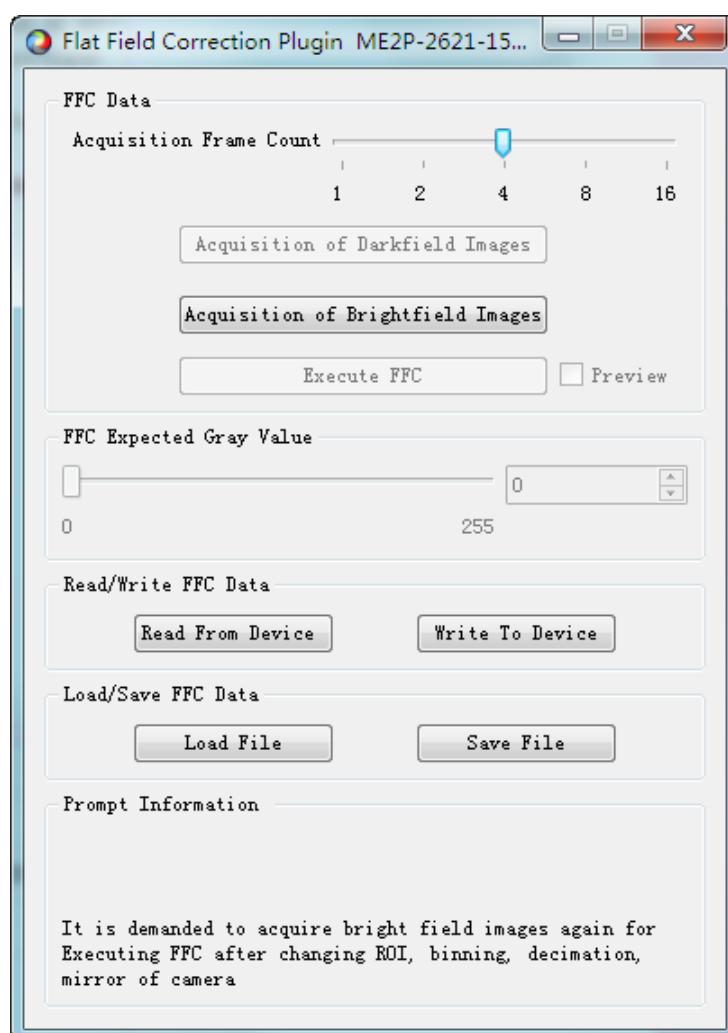 Flat Field Correction Plugin ME2P-2621-15...
FFC Data
Acquisition Frame Count
1 2 4 8 16
Acquisition of Darkfield Images
Acquisition of Brightfield Images
Execute FFC Preview
FFC Expected Gray Value
0
0 255
Read/Write FFC Data
Read From Device Write To Device
Load/Save FFC Data
Load File Save File
Prompt Information
It is demanded to acquire bright field images again for
Executing FFC after changing ROI, binning, decimation,
mirror of camera